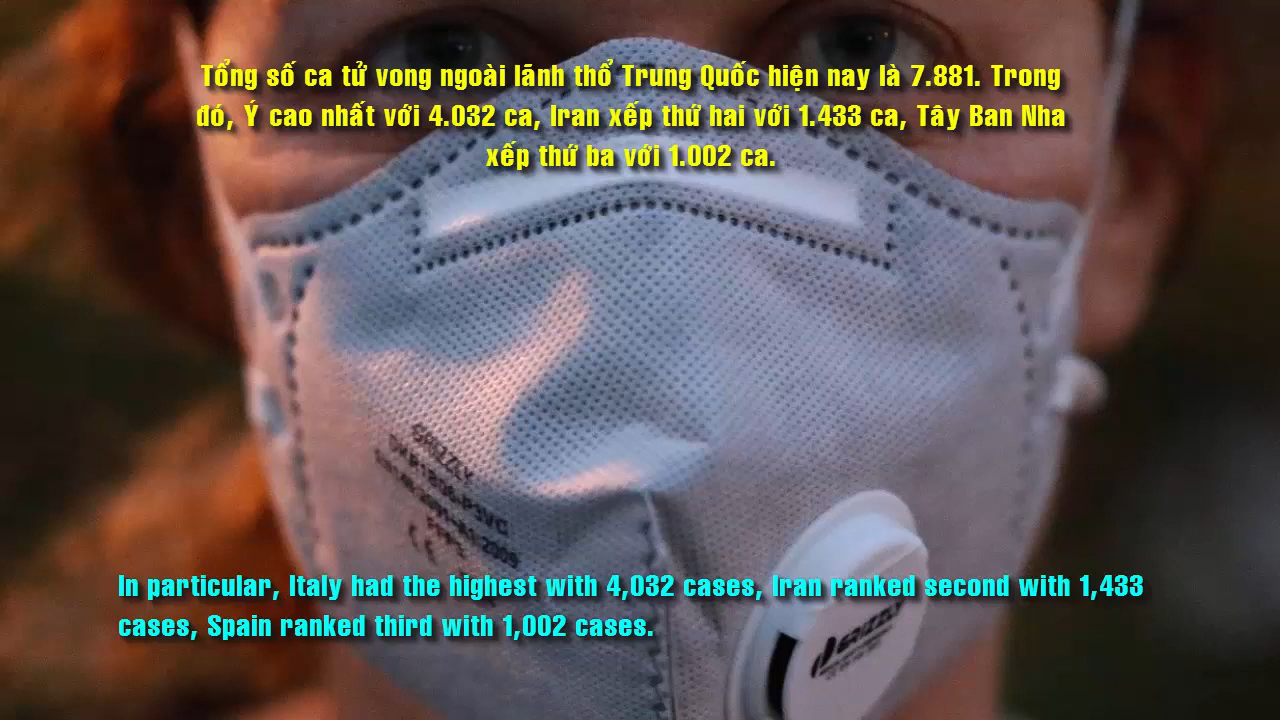 Tổng số ca tử vong ngoài lãnh thổ Trung Quốc hiện nay là 7.881. Trong
đó, Ý cao nhất với 4.032 ca, Iran xếp thứ hai với 1.433 ca, Tây Ban Nha
xếp thứ ba với 1.002 ca.
GRIZZLY
In particular, Italy had the highest with 4,032 cases, Iran ranked second with 1,433
cases, Spain ranked third with 1,002 cases.
GRIZZLY